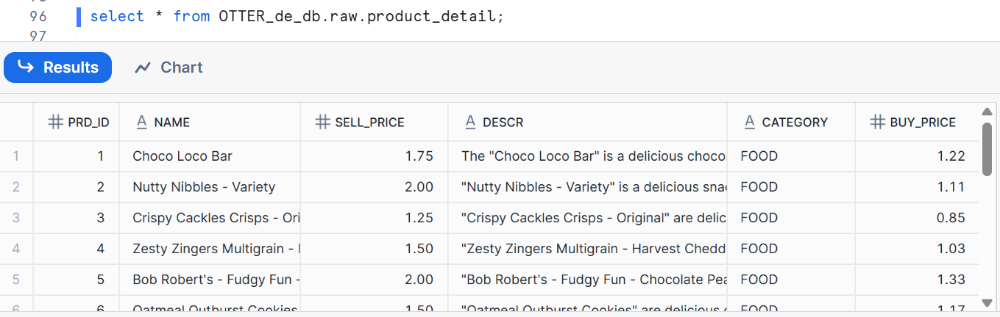 96 select * from OTTER_de_db.raw.product_detail;
97
Results Chart
PRD_ID NAME SELL_PRICE DESCR CATEGORY BUY_PRICE
1 1 Choco Loco Bar 1.75 The "Choco Loco Bar" is a delicious choco FOOD 1.22
2 2 Nutty Nibbles - Variety 2.00 "Nutty Nibbles - Variety" is a delicious sna FOOD 1.11
3 3 Crispy Cackles Crisps - Ori 1.25 "Crispy Cackles Crisps - Original" are delic FOOD 0.85
4 4 Zesty Zingers Multigrain - 1.50 "Zesty Zingers Multigrain - Harvest Chedd FOOD 1.03
5 5 Bob Robert's - Fudgy Fun - 2.00 "Bob Robert's - Fudgy Fun - Chocolate Pea FOOD 1.33
6 6 Oatmeal Outburst Cookies 1.50 "Oatmeal Outburst Cookies" are delicious FOOD 1.17